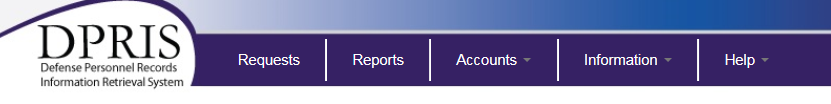 DPRIS
Defense Personnel Records
Information Retrieval System
Requests
Reports
Accounts
Information
Help